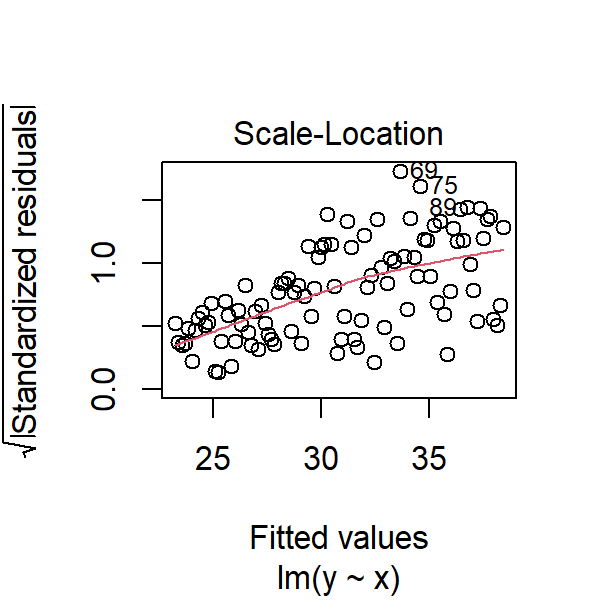 Scale-Location
√|Standardized residuals|
0.0 1.0
69
75
89
25 30 35
Fitted values
lm(y ~ x)